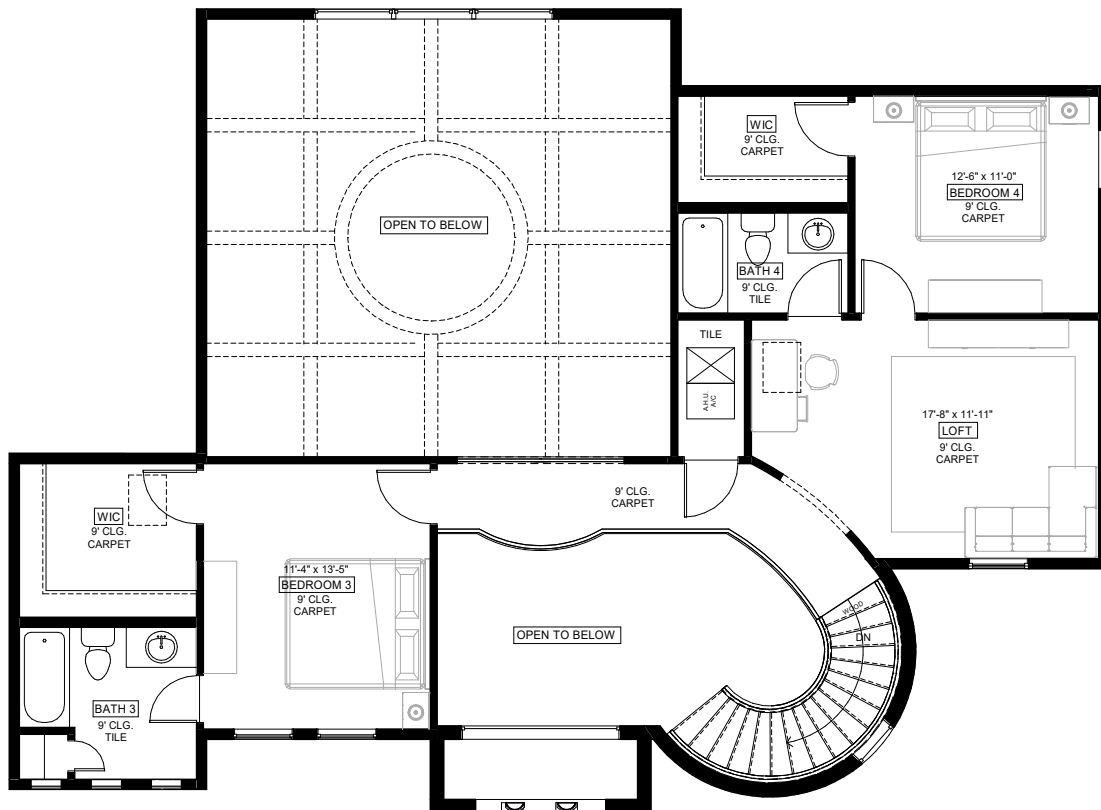 WIC
9' CLG.
CARPET
12'-6" x 11'-0"
BEDROOM 4
9' CLG.
CARPET
OPEN TO BELOW
BATH 4
9' CLG.
TILE
TILE
A.H.U.
A/C
17'-8" x 11'-11"
LOFT
9' CLG.
CARPET
9' CLG.
CARPET
WIC
9' CLG.
CARPET
11'-4" x 13'-5"
BEDROOM 3
9' CLG.
CARPET
WOOD
DN
OPEN TO BELOW
BATH 3
9' CLG.
TILE